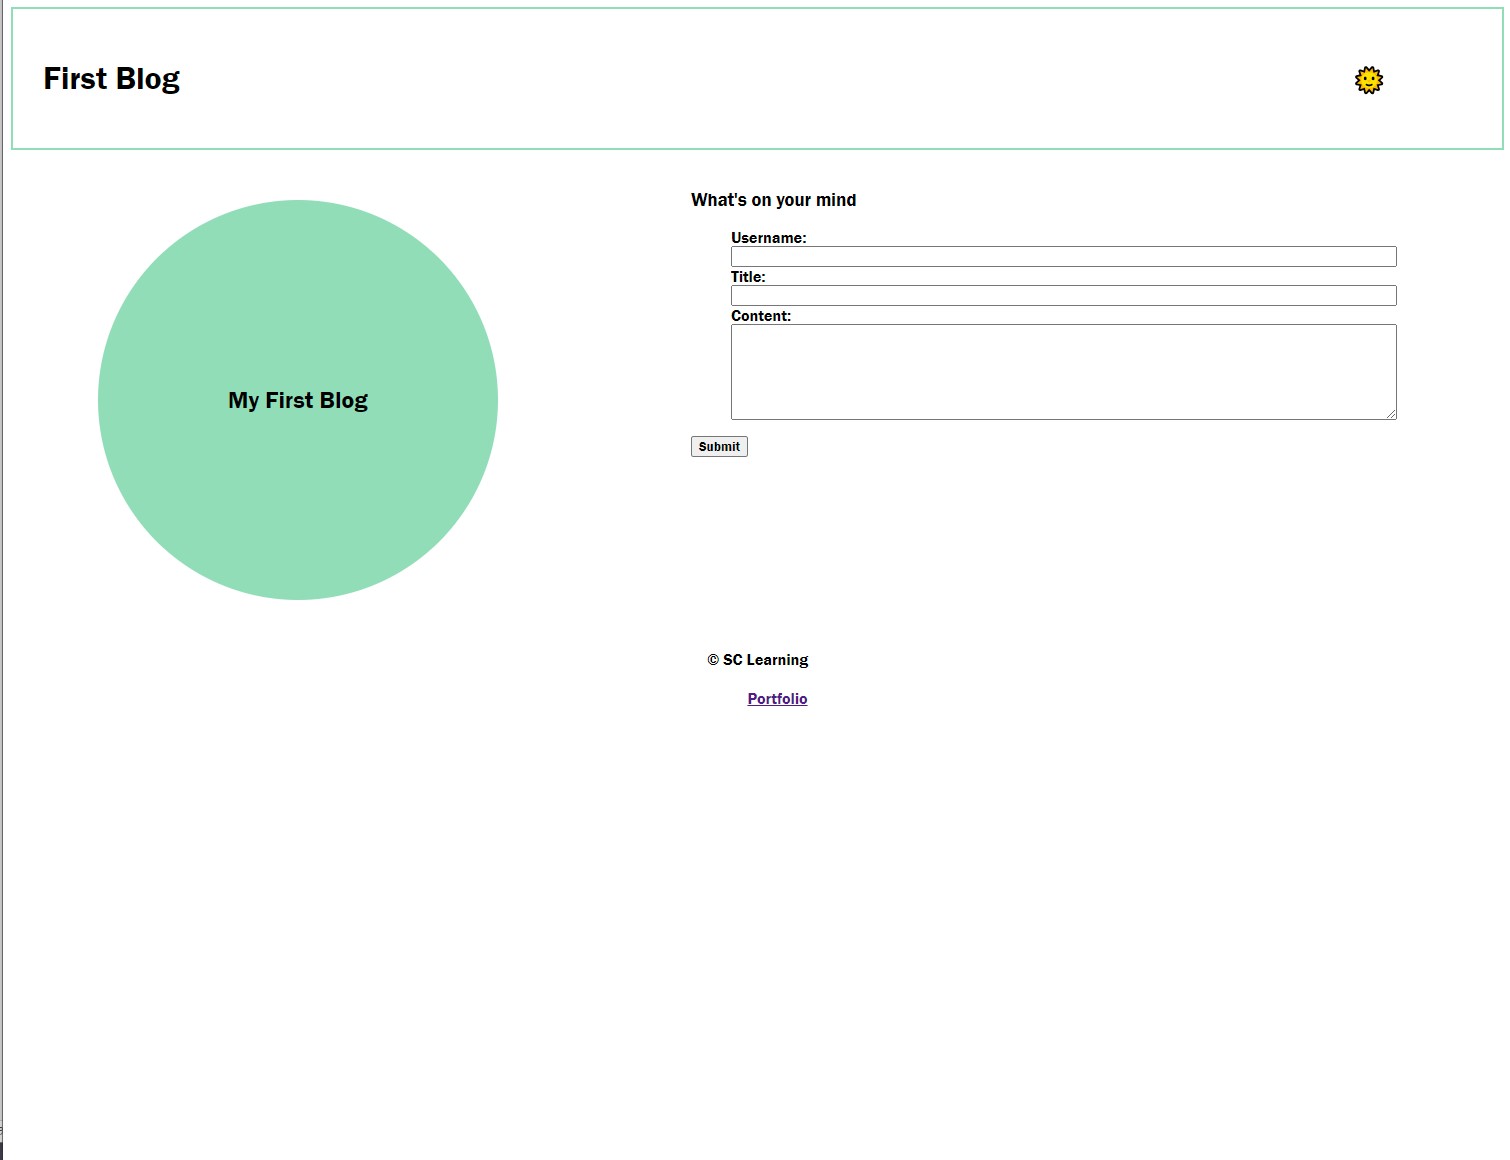 First Blog
My First Blog
What's on your mind
Username:
Title:
Content:
Submit
© SC Learning
Portfolio